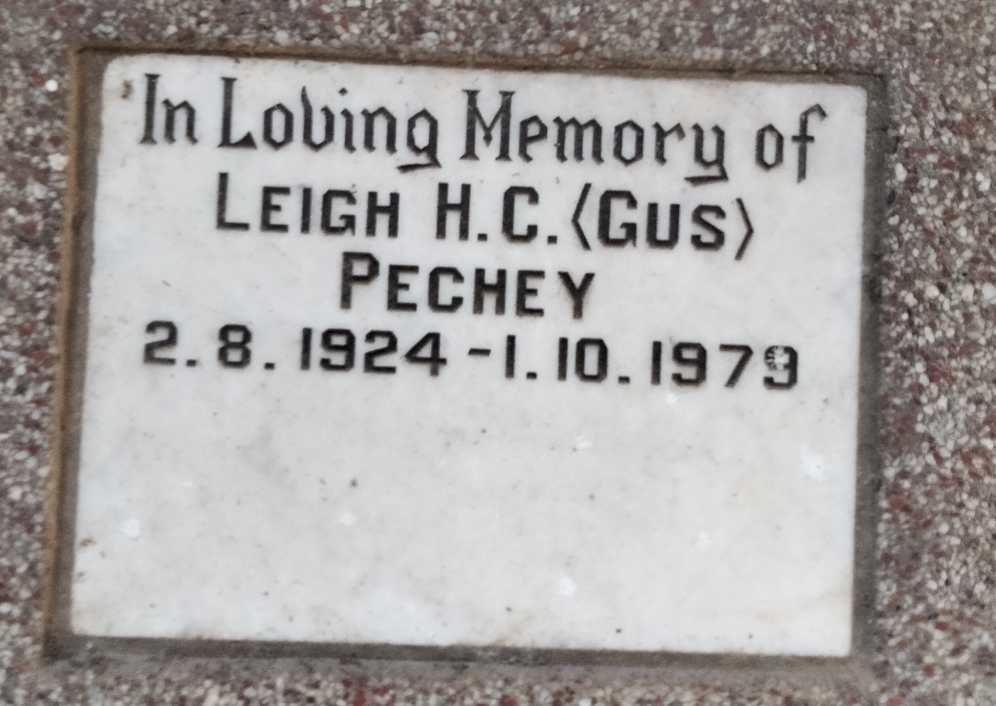 In Loving Memory of
LEIGH H.C. (GUS)
PECHEY
2.8.1924 - 1.10.1979